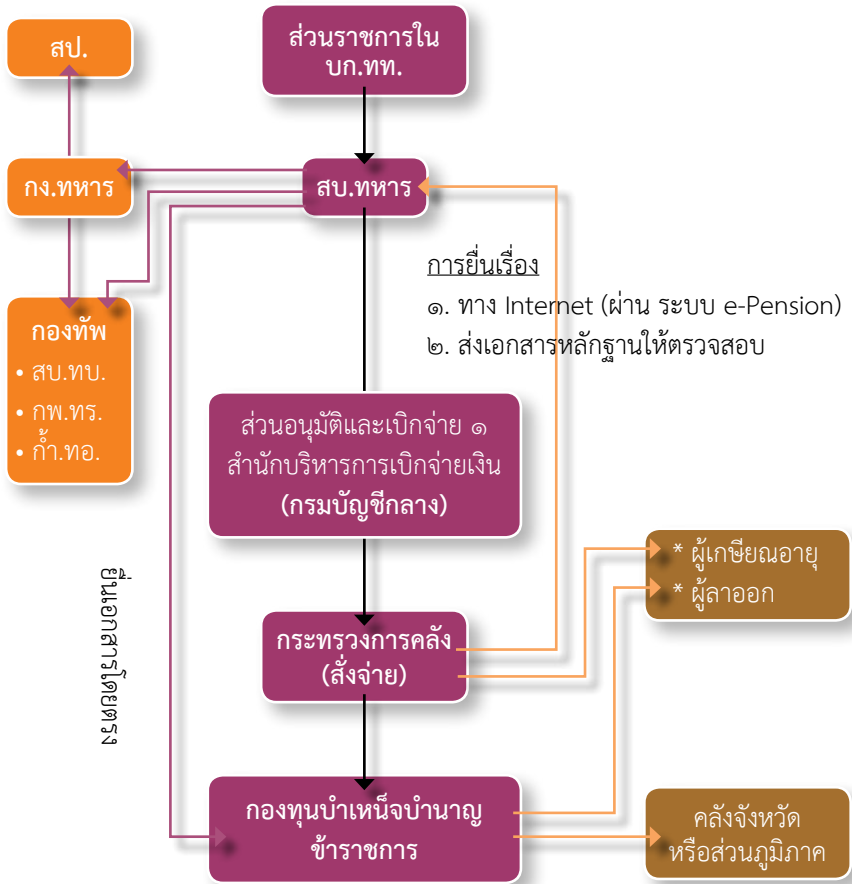 สป.
ส่วนราชการใน
บก.ทท.
กง.ทหาร
สบ.ทหาร
การยื่นเรื่อง
๑. ทาง Internet (ผ่าน ระบบ e-Pension)
๒. ส่งเอกสารหลักฐานให้ตรวจสอบ
กองทัพ
• สบ.ทบ.
• กพ.ทร.
• ก้ำ.ทอ.
ส่วนอนุมัติและเบิกจ่าย ๑
สำนักบริหารการเบิกจ่ายเงิน
(กรมบัญชีกลาง)
* ผู้เกษียณอายุ
* ผู้ลาออก
ยื่นเอกสารโดยตรง
กระทรวงการคลัง
(สั่งจ่าย)
กองทุนบำเหน็จบำนาญ
ข้าราชการ
คลังจังหวัด
หรือส่วนภูมิภาค